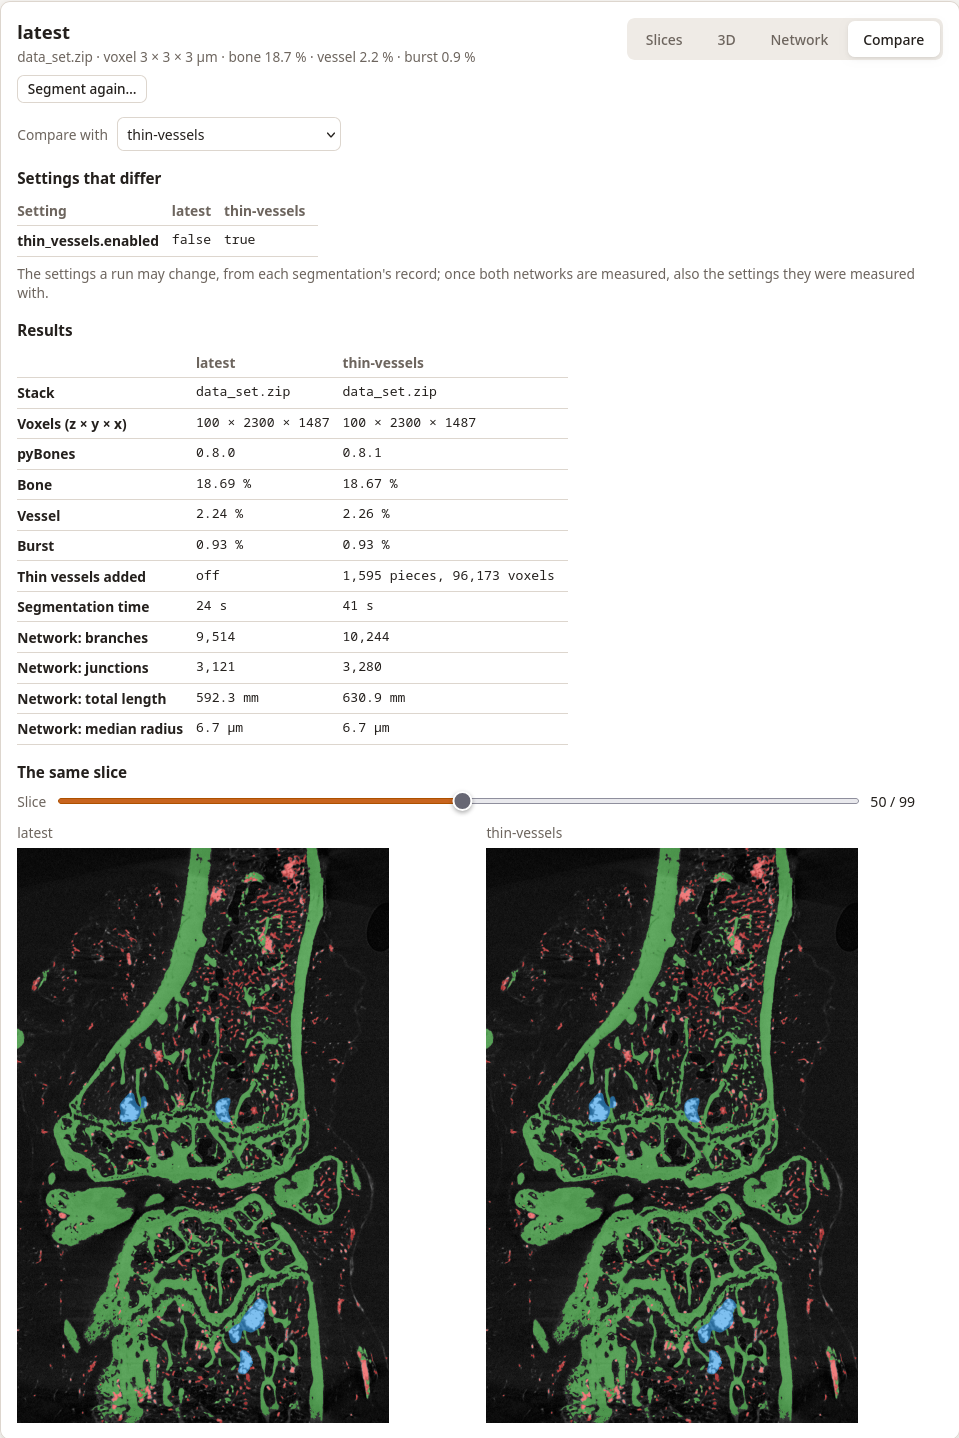 latest
data_set.zip · voxel 3 × 3 × 3 µm · bone 18.7 % · vessel 2.2 % · burst 0.9 %
Slices 3D Network Compare
Segment again...
Compare with thin-vessels
Settings that differ
Setting latest thin-vessels
thin_vessels.enabled false true
The settings a run may change, from each segmentation's record; once both networks are measured, also the settings they were measured
with.
Results
latest thin-vessels
Stack data_set.zip data_set.zip
Voxels (z × y × x) 100 × 2300 × 1487 100 × 2300 × 1487
pyBones 0.8.0 0.8.1
Bone 18.69 % 18.67 %
Vessel 2.24 % 2.26 %
Burst 0.93 % 0.93 %
Thin vessels added off 1,595 pieces, 96,173 voxels
Segmentation time 24 s 41 s
Network: branches 9,514 10,244
Network: junctions 3,121 3,280
Network: total length 592.3 mm 630.9 mm
Network: median radius 6.7 µm 6.7 µm
The same slice
Slice 50 / 99
latest thin-vessels